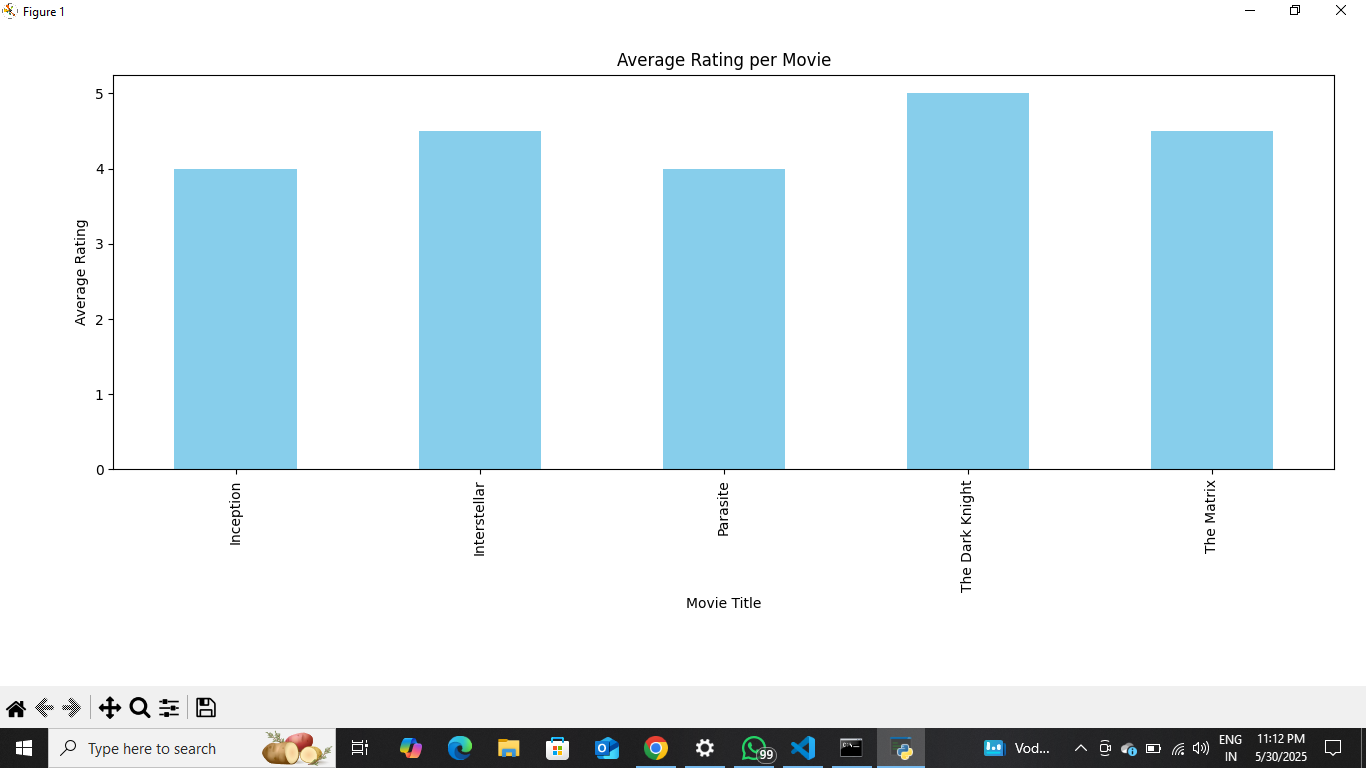 Figure 1
Average Rating per Movie
5
4
3
2
1
0
Average Rating
Inception
Interstellar
Parasite
The Dark Knight
The Matrix
Movie Title
Type here to search
99
Vod...
ENG
IN
11:12 PM
5/30/2025